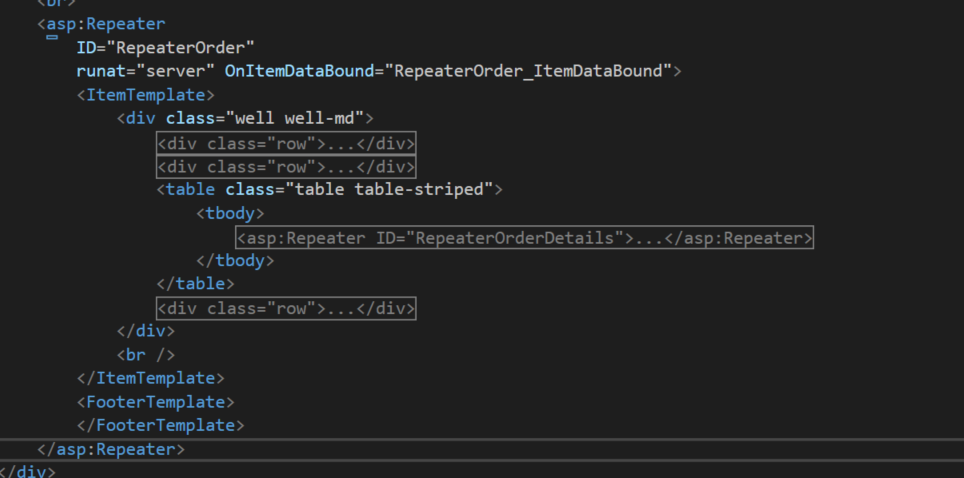 <br>
<asp:Repeater
ID="RepeaterOrder"
runat="server" OnItemDataBound="RepeaterOrder_ItemDataBound">
<ItemTemplate>
<div class="well well-md">
<div class="row">...</div>
<div class="row">...</div>
<table class="table table-striped">
<tbody>
<asp:Repeater ID="RepeaterOrderDetails">...</asp:Repeater>
</tbody>
</table>
<div class="row">...</div>
</div>
<br />
</ItemTemplate>
<FooterTemplate>
</FooterTemplate>
</asp:Repeater>
</div>